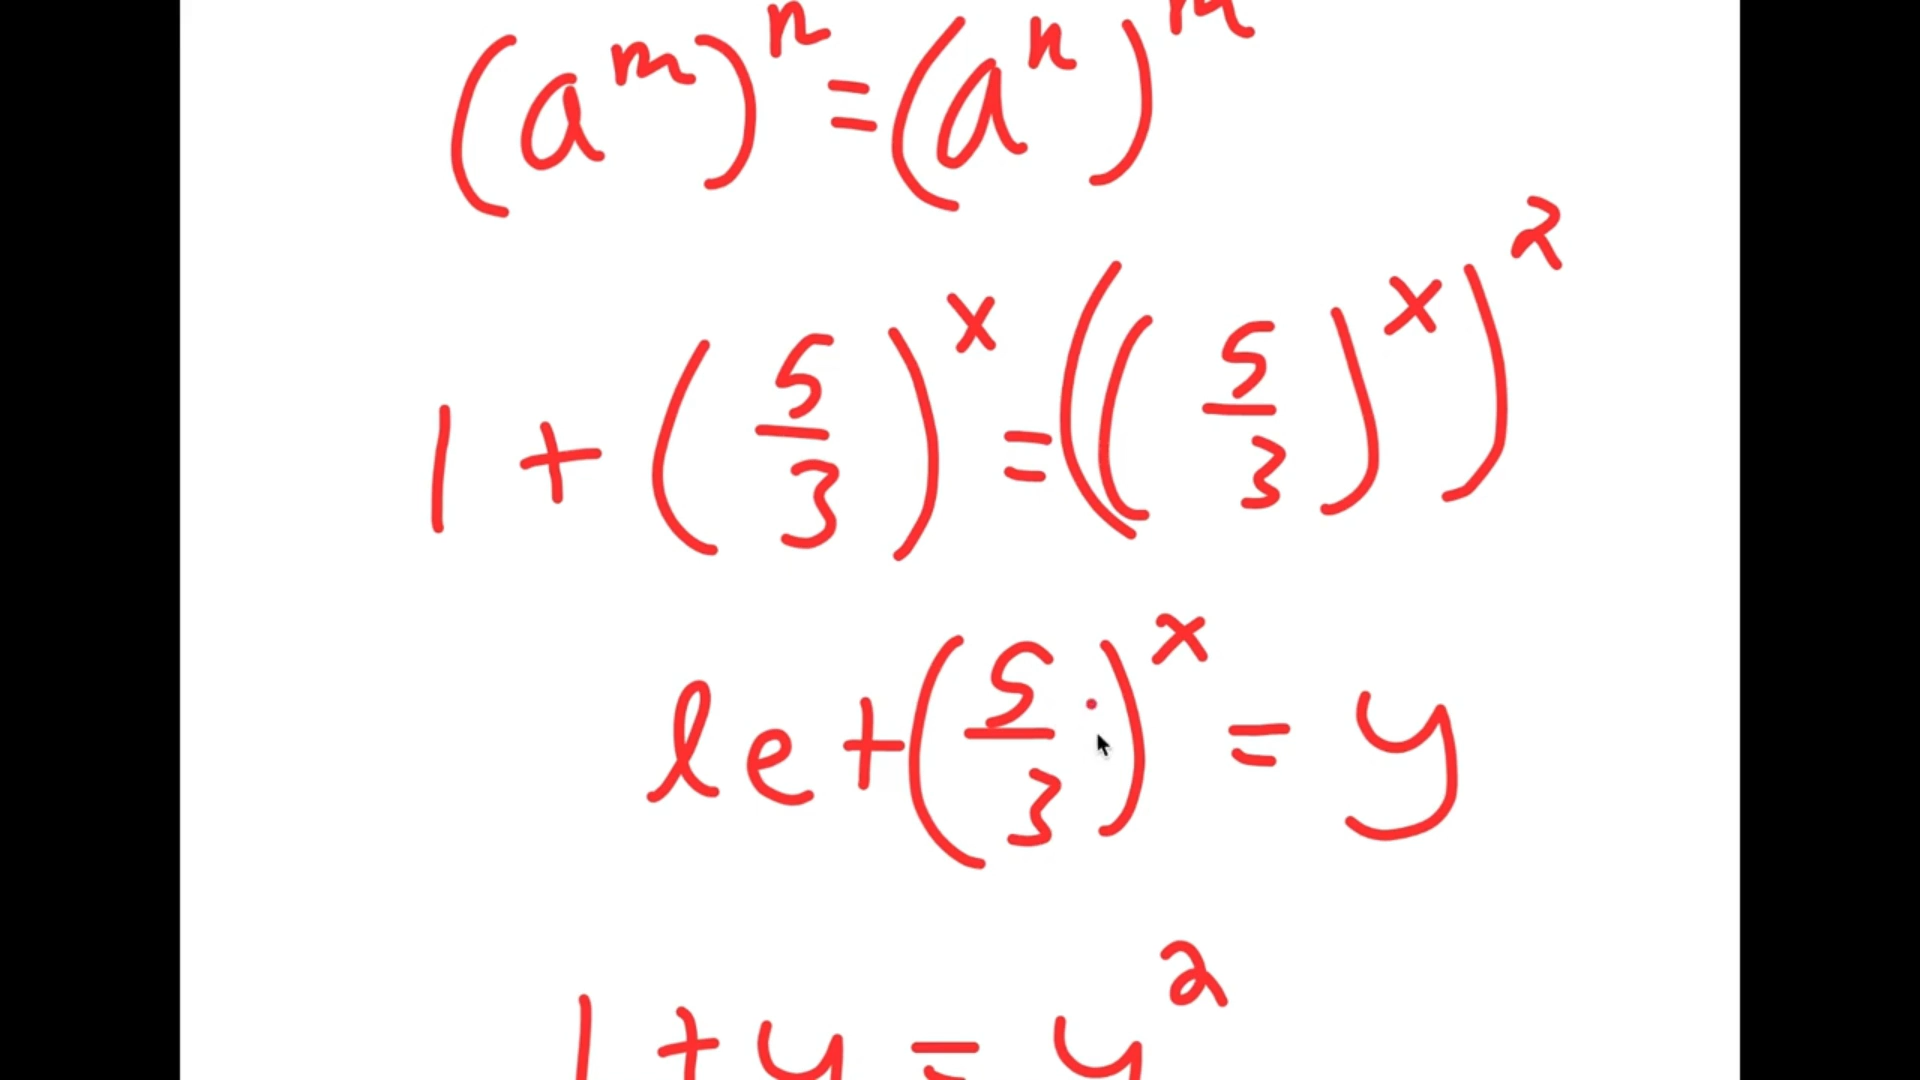 (a^m)^n = (a^n)^m
1 + (5/3)^x = ((5/3)^x)^2
let (5/3)^x = y
1 + y = y^2